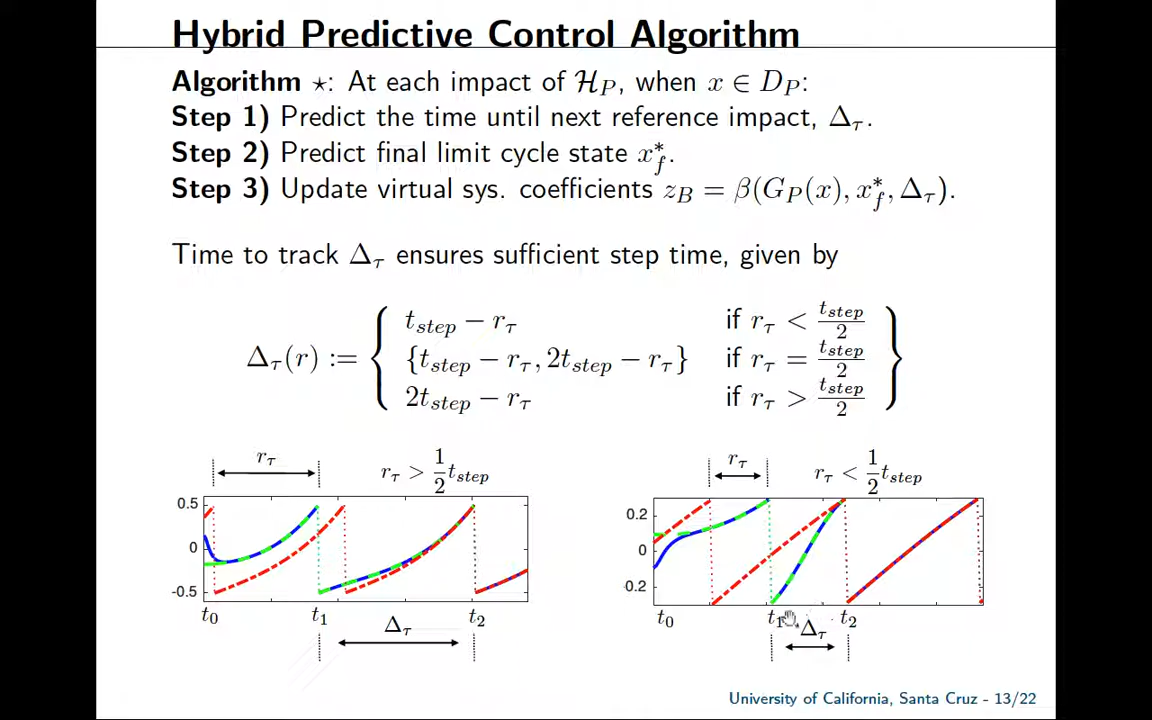 Hybrid Predictive Control Algorithm
Algorithm ⋆: At each impact of ℋ_P, when x ∈ D_P:
Step 1) Predict the time until next reference impact, Δ_τ.
Step 2) Predict final limit cycle state x_f^*.
Step 3) Update virtual sys. coefficients z_B = β(G_P(x), x_f^*, Δ_τ).
Time to track Δ_τ ensures sufficient step time, given by
Δ_τ(r) := { t_step − r_τ if r_τ < t_step/2
{t_step − r_τ, 2t_step − r_τ} if r_τ = t_step/2
2t_step − r_τ if r_τ > t_step/2 }
r_τ r_τ > 1/2 t_step
0.5
0
-0.5
t_0 t_1 t_2
Δ_τ
r_τ r_τ < 1/2 t_step
0.2
0
-0.2
t_0 t_1 t_2
Δ_τ
University of California, Santa Cruz - 13/22